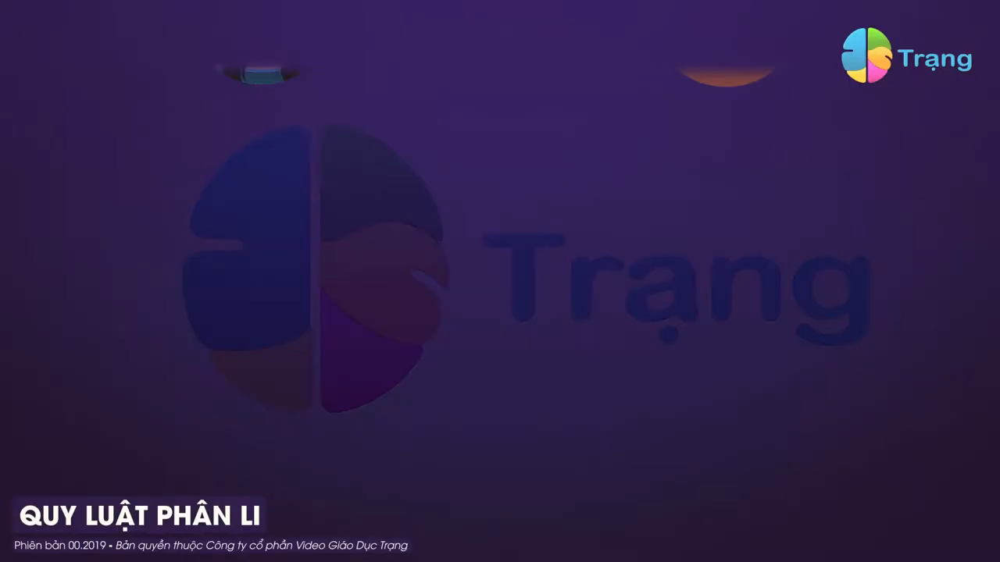 Trạng
Trạng
QUY LUẬT PHÂN LI
Phiên bản 00.2019 - Bản quyền thuộc Công ty cổ phần Video Giáo Dục Trạng